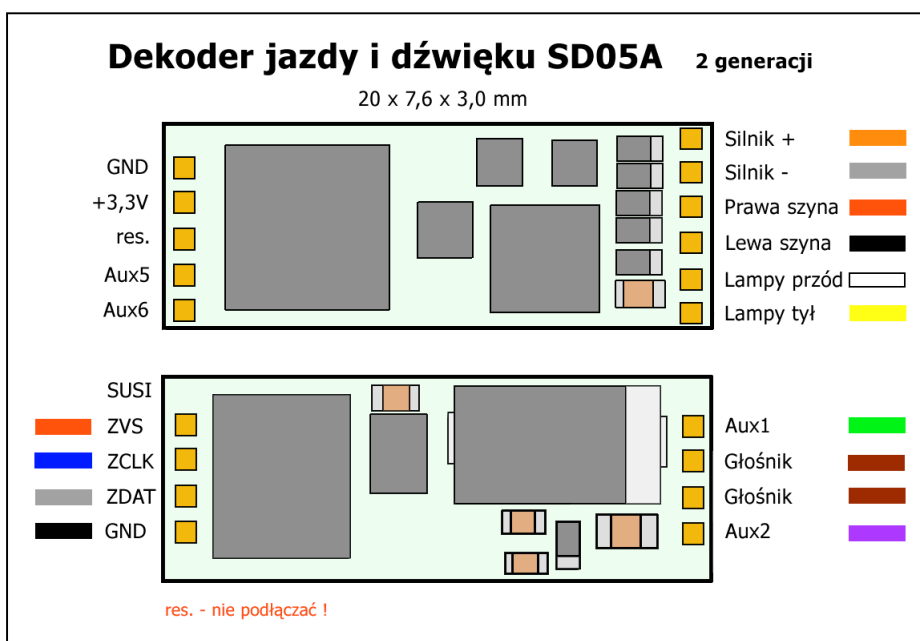 Dekoder jazdy i dźwięku SD05A 2 generacji
20 x 7,6 x 3,0 mm
GND
+3,3V
res.
Aux5
Aux6
Silnik +
Silnik -
Prawa szyna
Lewa szyna
Lampy przód
Lampy tył
SUSI
ZVS
ZCLK
ZDAT
GND
Aux1
Głośnik
Głośnik
Aux2
res. - nie podłączać !